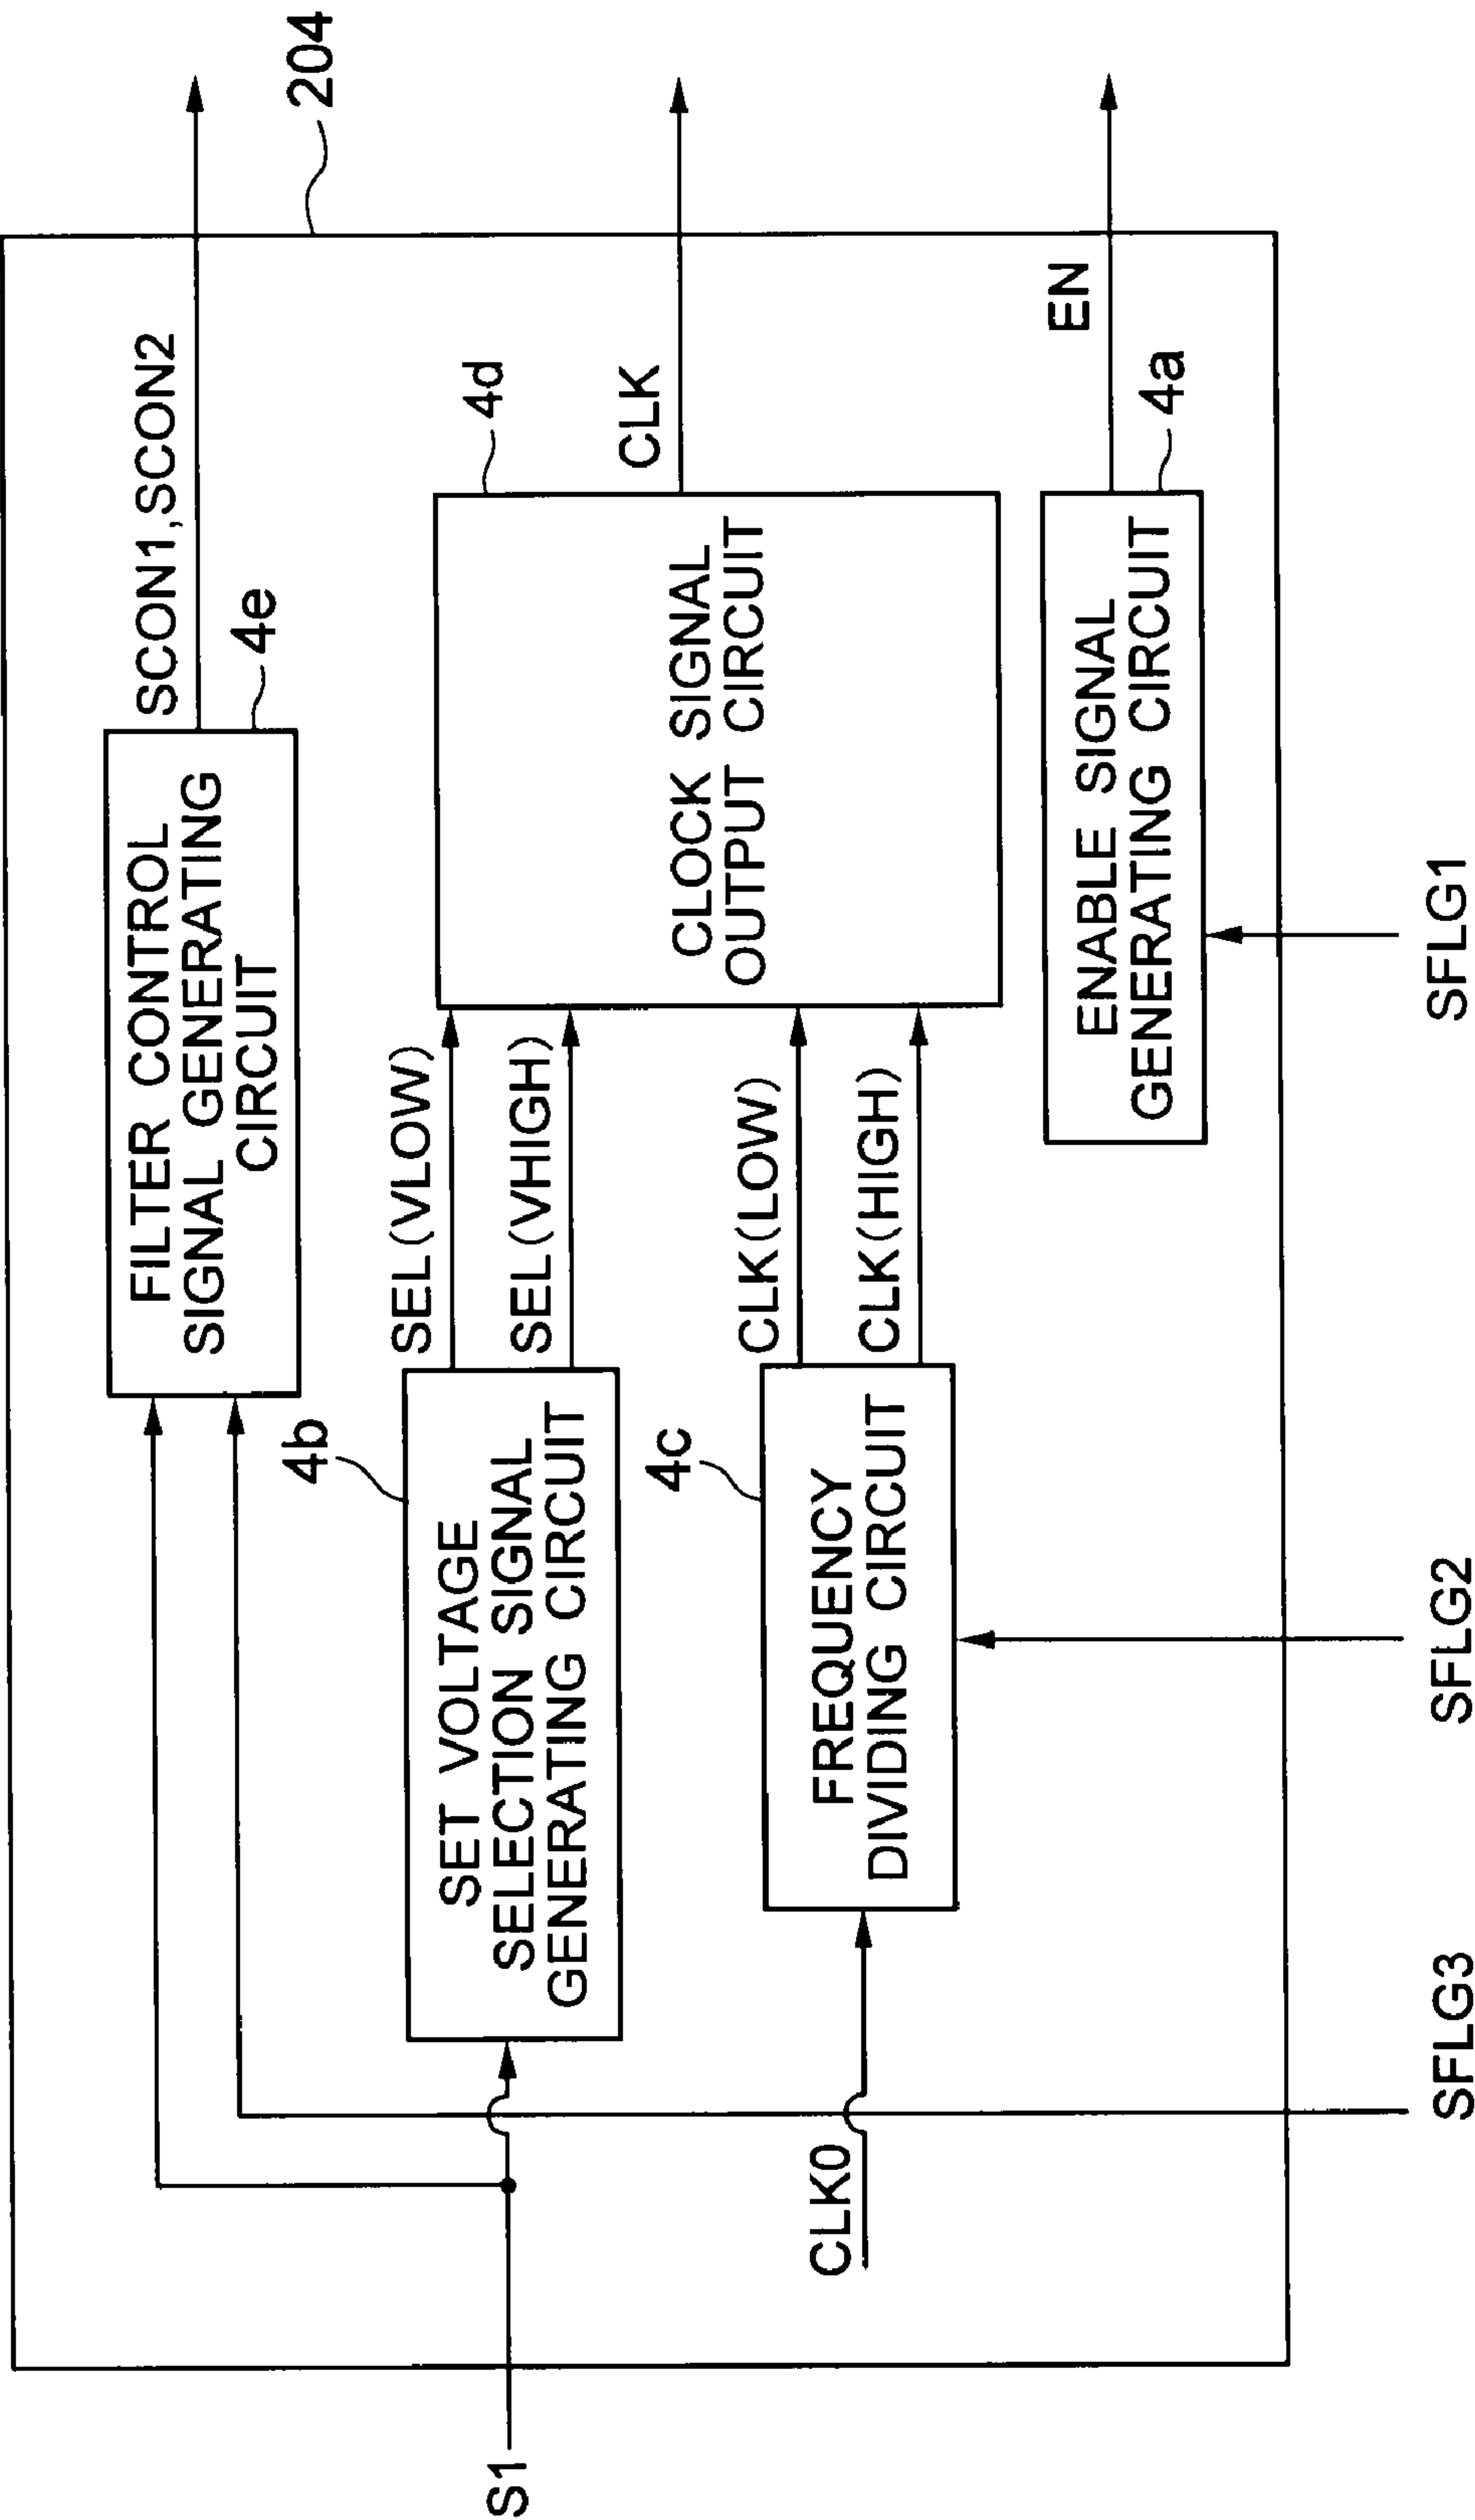 204
SCON1,SCON2
4e
FILTER CONTROL
SIGNAL GENERATING
CIRCUIT
4b
SET VOLTAGE
SELECTION SIGNAL
GENERATING CIRCUIT
SEL(VLOW)
SEL(VHIGH)
4d
CLOCK SIGNAL
OUTPUT CIRCUIT
CLK
S1
4c
FREQUENCY
DIVIDING CIRCUIT
CLK(LOW)
CLK(HIGH)
CLK0
EN
4a
ENABLE SIGNAL
GENERATING CIRCUIT
SFLG3
SFLG2
SFLG1